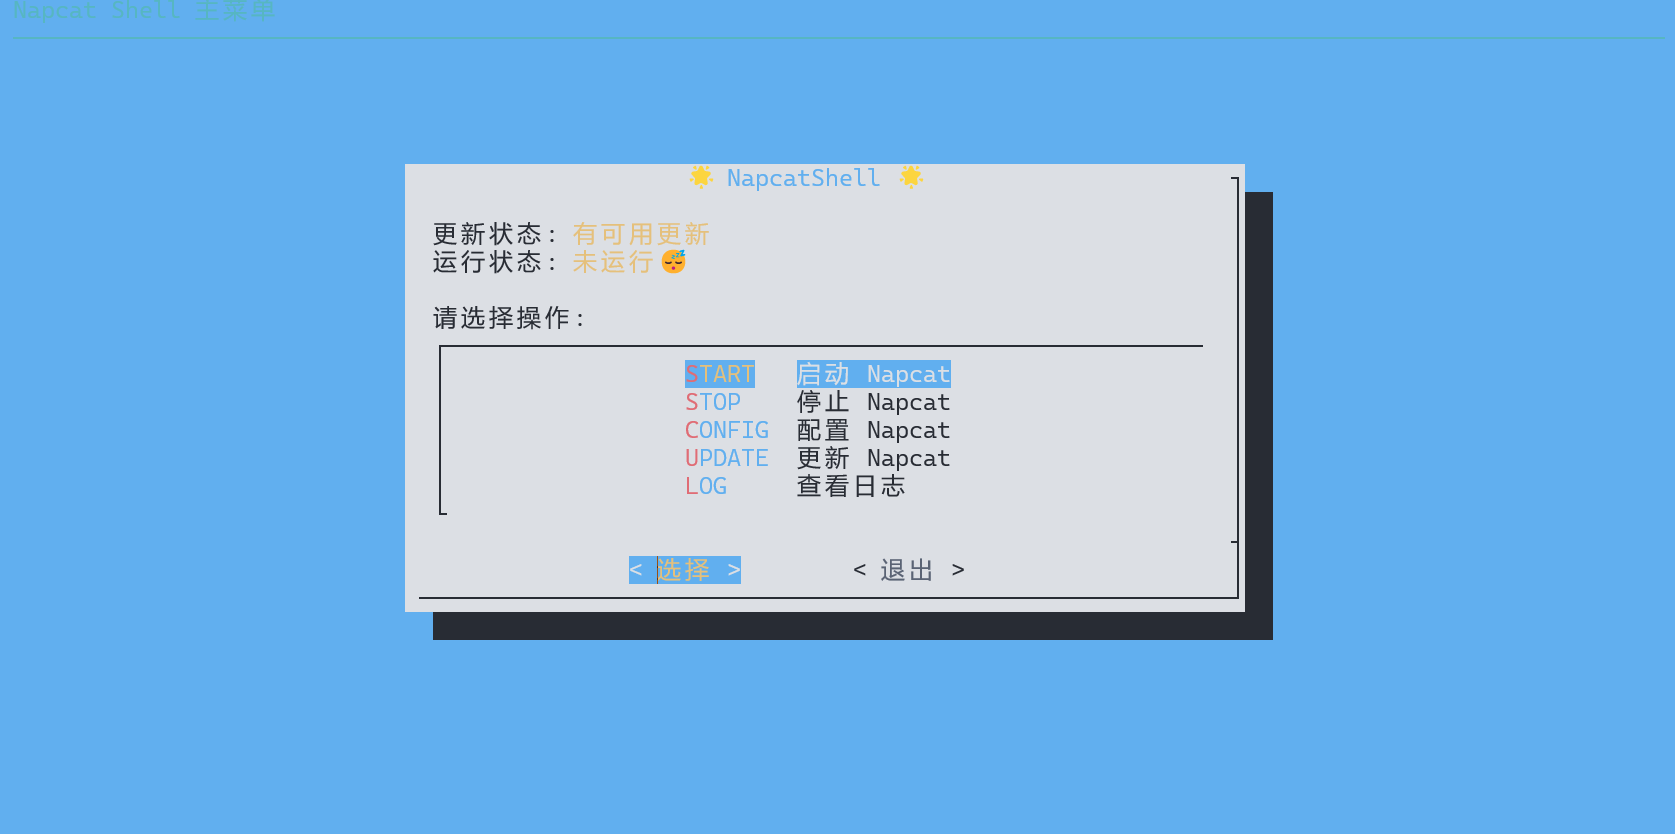 Napcat Shell 主菜单
🌟 NapcatShell 🌟
更新状态: 有可用更新
运行状态: 未运行😴
请选择操作:
START 启动 Napcat
STOP 停止 Napcat
CONFIG 配置 Napcat
UPDATE 更新 Napcat
LOG 查看日志
< 选择 > < 退出 >